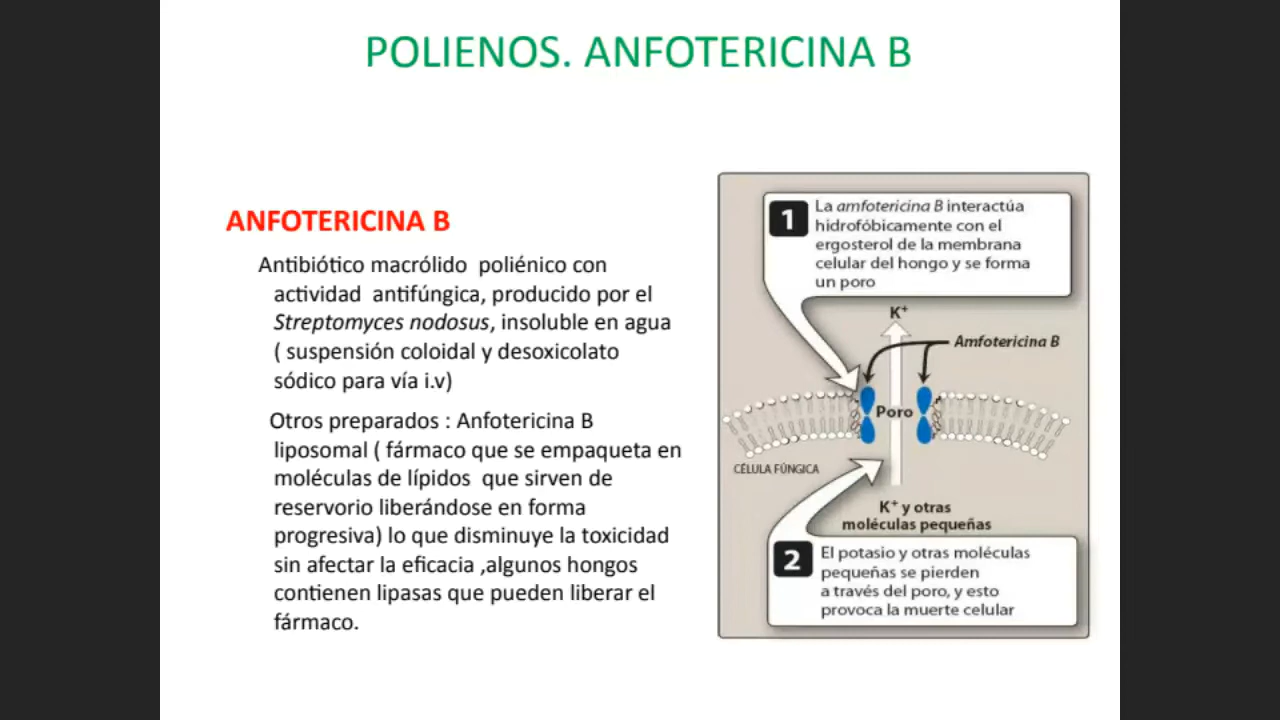 POLIENOS. ANFOTERICINA B
ANFOTERICINA B
Antibiótico macrólido poliénico con
actividad antifúngica, producido por el
Streptomyces nodosus, insoluble en agua
( suspensión coloidal y desoxicolato
sódico para vía i.v)
Otros preparados : Anfotericina B
liposomal ( fármaco que se empaqueta en
moléculas de lípidos que sirven de
reservorio liberándose en forma
progresiva) lo que disminuye la toxicidad
sin afectar la eficacia ,algunos hongos
contienen lipasas que pueden liberar el
fármaco.
1
La amfotericina B interactúa
hidrofóbicamente con el
ergosterol de la membrana
celular del hongo y se forma
un poro
K⁺
Amfotericina B
Poro
CÉLULA FÚNGICA
K⁺ y otras
moléculas pequeñas
2
El potasio y otras moléculas
pequeñas se pierden
a través del poro, y esto
provoca la muerte celular